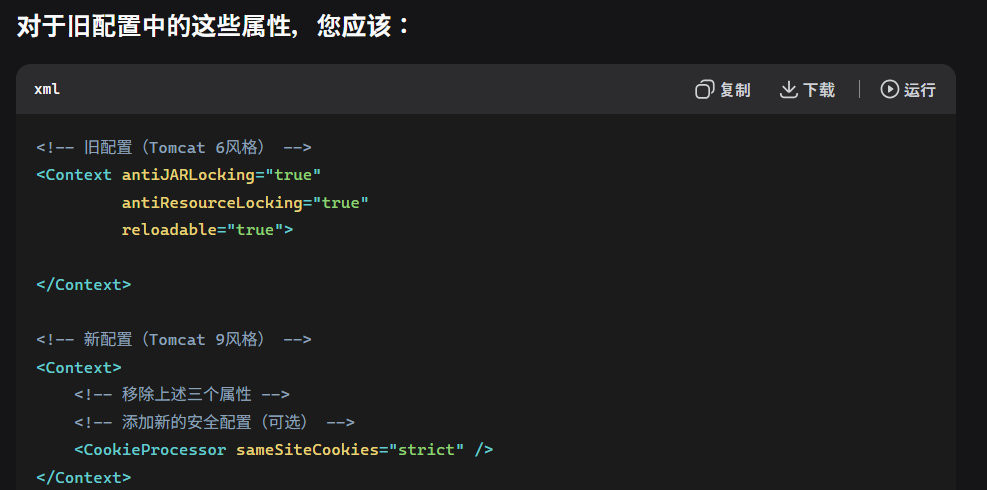 对于旧配置中的这些属性，您应该：
xml 复制 下载 运行
<!-- 旧配置（Tomcat 6风格） -->
<Context antiJARLocking="true"
antiResourceLocking="true"
reloadable="true">
</Context>
<!-- 新配置（Tomcat 9风格） -->
<Context>
<!-- 移除上述三个属性 -->
<!-- 添加新的安全配置（可选） -->
<CookieProcessor sameSiteCookies="strict" />
</Context>